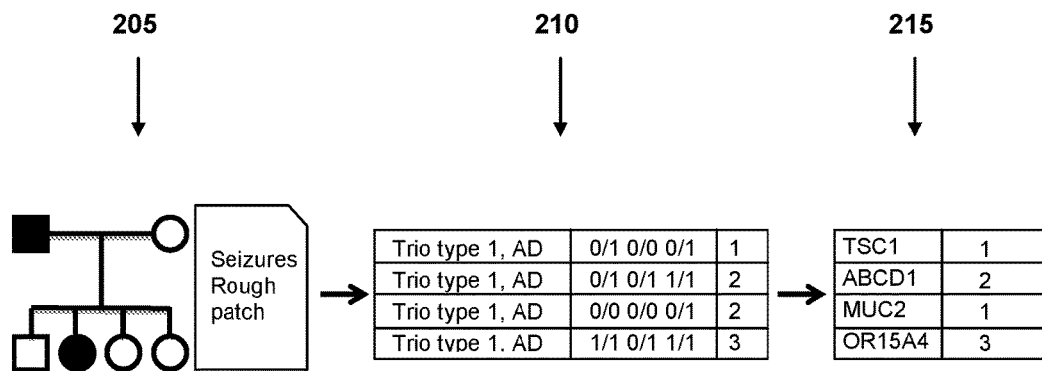 205 210 215
Seizures
Rough
patch
Trio type 1, AD 0/1 0/0 0/1 1
Trio type 1, AD 0/1 0/1 1/1 2
Trio type 1, AD 0/0 0/0 0/1 2
Trio type 1, AD 1/1 0/1 1/1 3
TSC1 1
ABCD1 2
MUC2 1
OR15A4 3